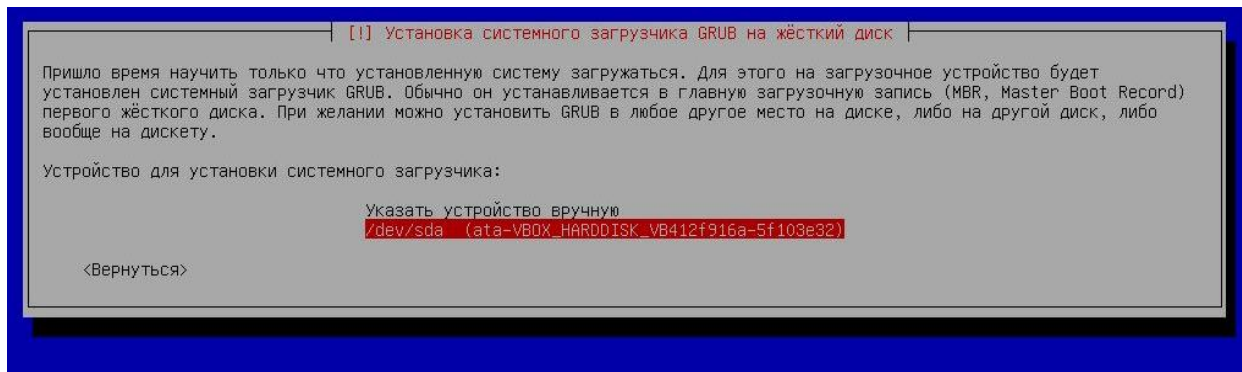 [!] Установка системного загрузчика GRUB на жёсткий диск
Пришло время научить только что установленную систему загружаться. Для этого на загрузочное устройство будет
установлен системный загрузчик GRUB. Обычно он устанавливается в главную загрузочную запись (MBR, Master Boot Record)
первого жёсткого диска. При желании можно установить GRUB в любое другое место на диске, либо на другой диск, либо
вообще на дискету.
Устройство для установки системного загрузчика:
Указать устройство вручную
/dev/sda (ata-VBOX_HARDDISK_VB412f916a-5f103e32)
<Вернуться>